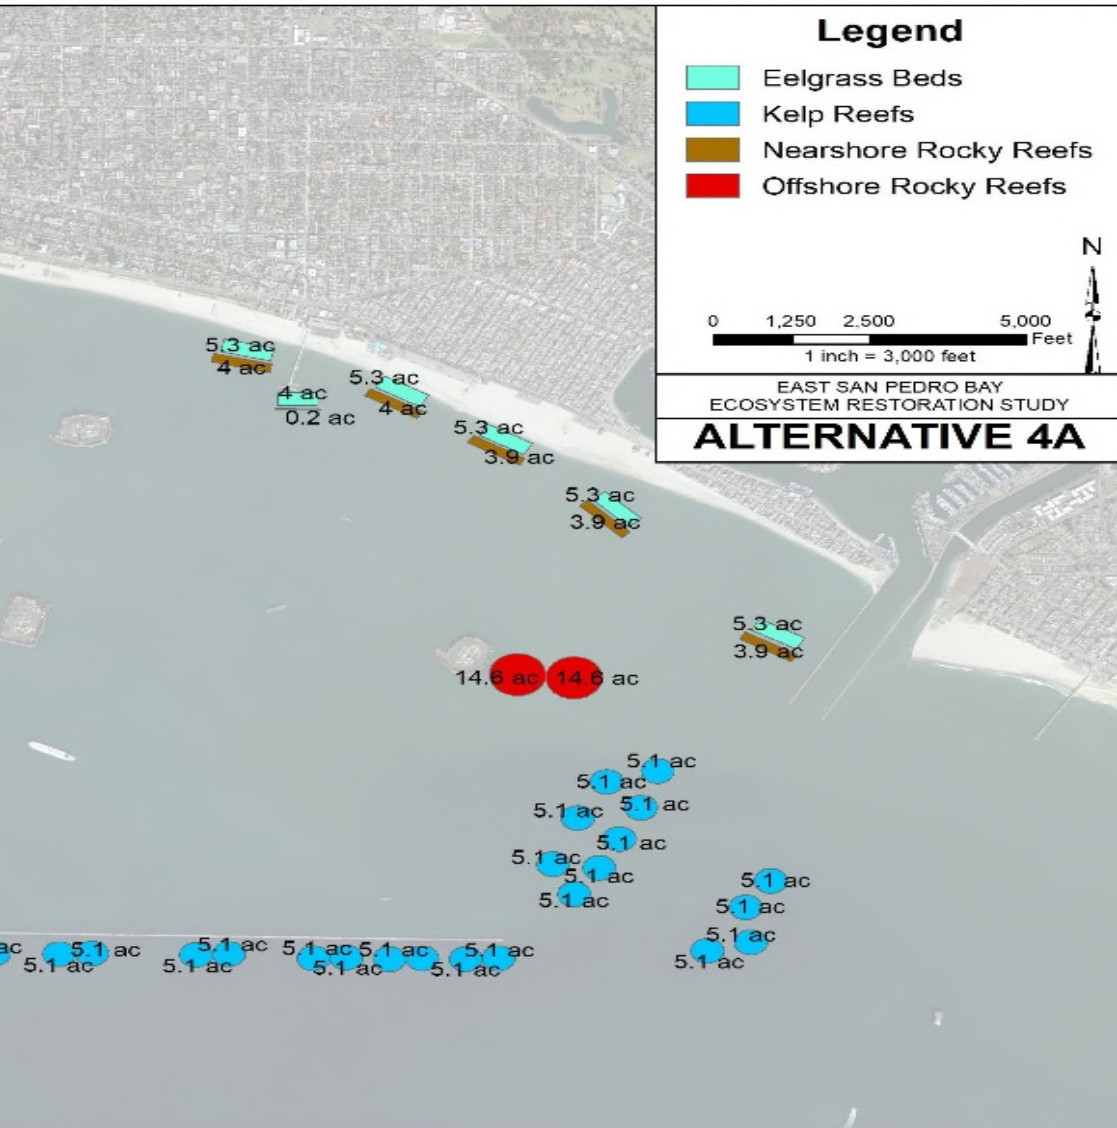 Legend
Eelgrass Beds
Kelp Reefs
Nearshore Rocky Reefs
Offshore Rocky Reefs
N
0 1,250 2,500 5,000
Feet
1 inch = 3,000 feet
EAST SAN PEDRO BAY
ECOSYSTEM RESTORATION STUDY
ALTERNATIVE 4A
5.3 ac
4 ac
4 ac
0.2 ac
5.3 ac
4 ac
5.3 ac
3.9 ac
5.3 ac
3.9 ac
5.3 ac
3.9 ac
14.6 ac 14.6 ac
5.1 ac
5.1 ac
5.1 ac
5.1 ac
5.1 ac
5.1 ac
5.1 ac
5.1 ac
5.1 ac
5.1 ac
5.1 ac
5.1 ac
ac
5.1 ac
5.1 ac
5.1 ac
5.1 ac
5.1 ac
5.1 ac
5.1 ac
5.1 ac
5.1 ac